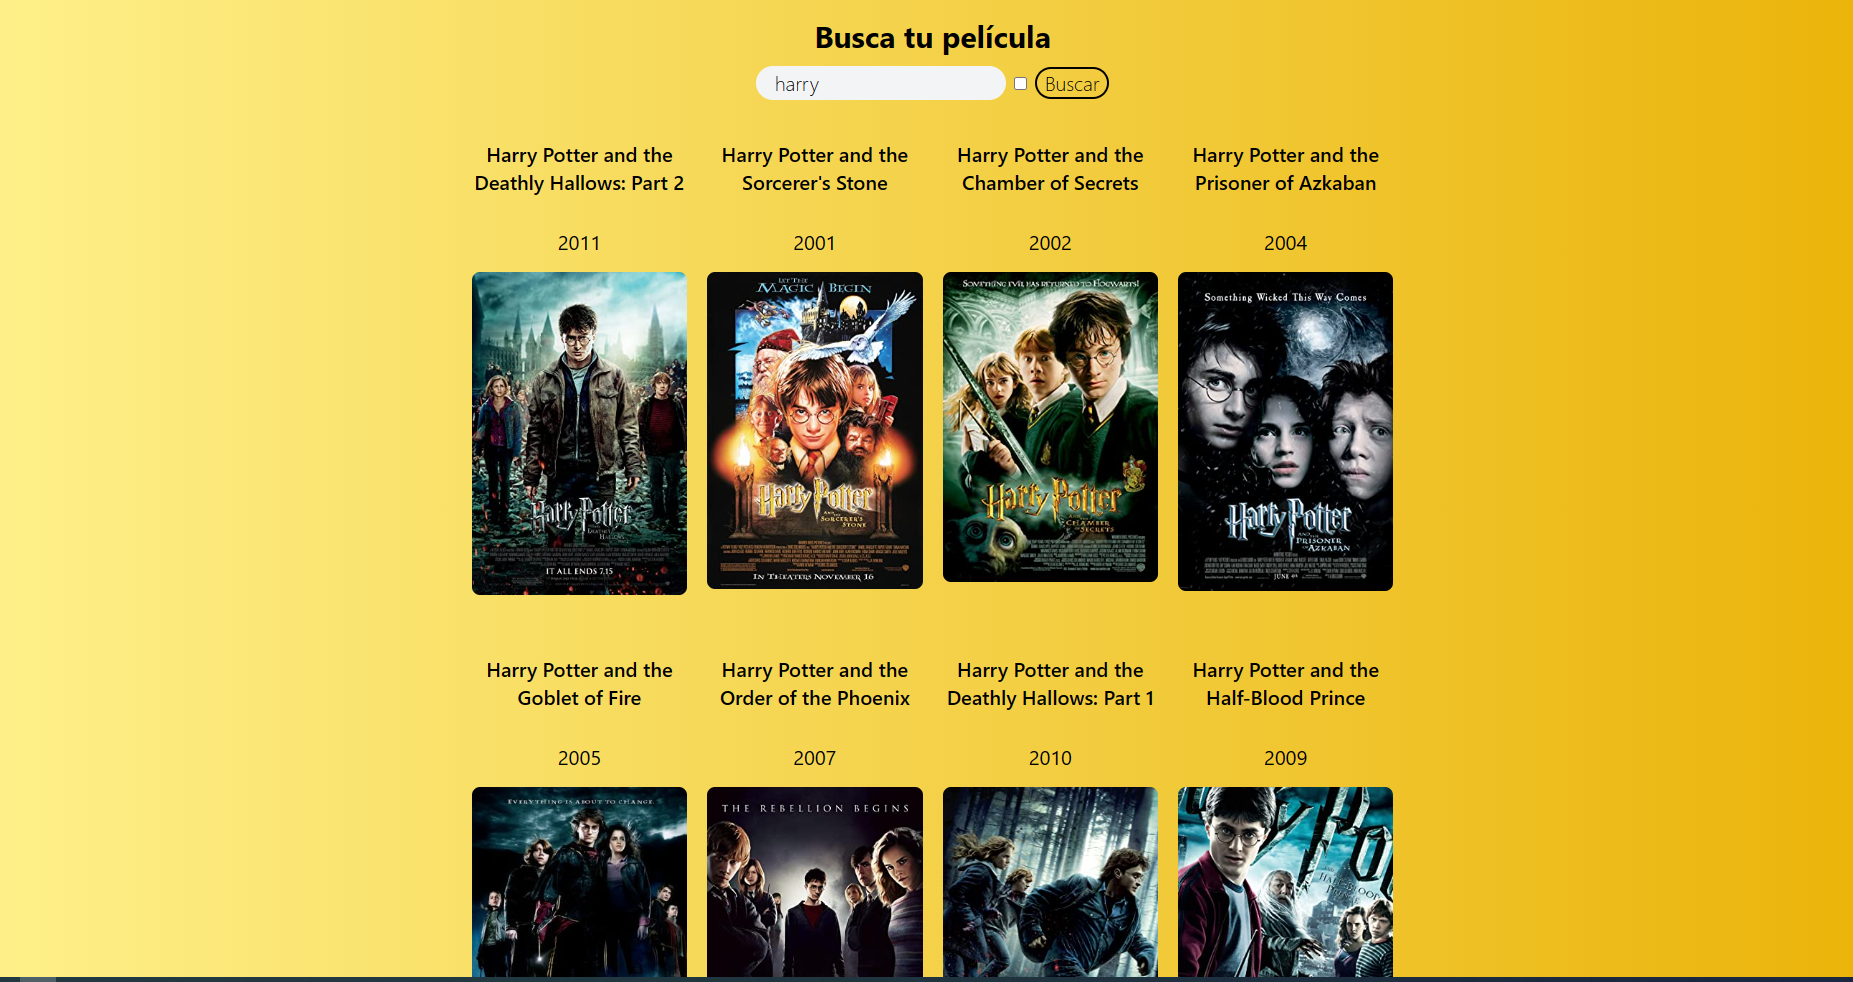 Busca tu película
harry
Buscar
Harry Potter and the
Deathly Hallows: Part 2
2011
Harry Potter and the
Sorcerer's Stone
2001
Harry Potter and the
Chamber of Secrets
2002
Harry Potter and the
Prisoner of Azkaban
2004
Harry Potter
DEATHLY
HALLOWS
IT ALL ENDS 7.15
LET THE
MAGIC BEGIN
Harry Potter
AND THE
SORCERER'S
STONE
IN THEATERS NOVEMBER 16
SOMETHING EVIL HAS RETURNED TO HOGWARTS!
Harry Potter
AND THE
CHAMBER
OF SECRETS
Something Wicked This Way Comes
Harry Potter
AND THE
PRISONER
OF AZKABAN
JUNE 4
Harry Potter and the
Goblet of Fire
2005
Harry Potter and the
Order of the Phoenix
2007
Harry Potter and the
Deathly Hallows: Part 1
2010
Harry Potter and the
Half-Blood Prince
2009
EVERYTHING IS ABOUT TO CHANGE.
THE REBELLION BEGINS
HALF-BLOOD
PRINCE